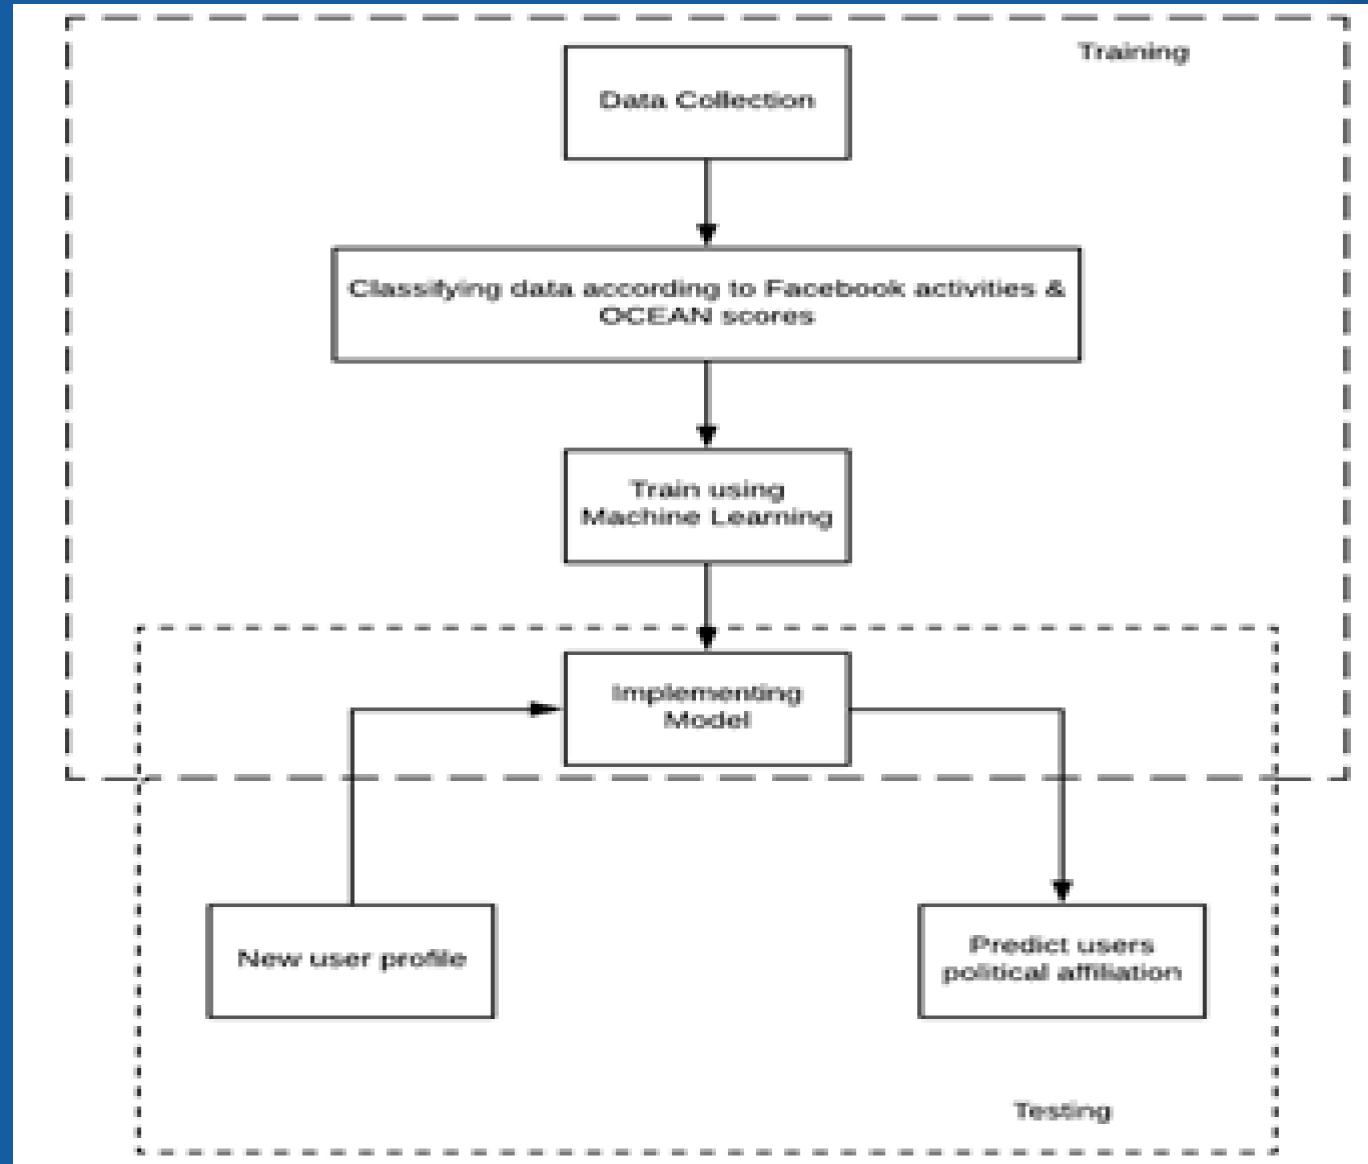 Training
Data Collection
Classifying data according to Facebook activities &
OCEAN scores
Train using
Machine Learning
Implementing
Model
New user profile
Predict users
political affiliation
Testing